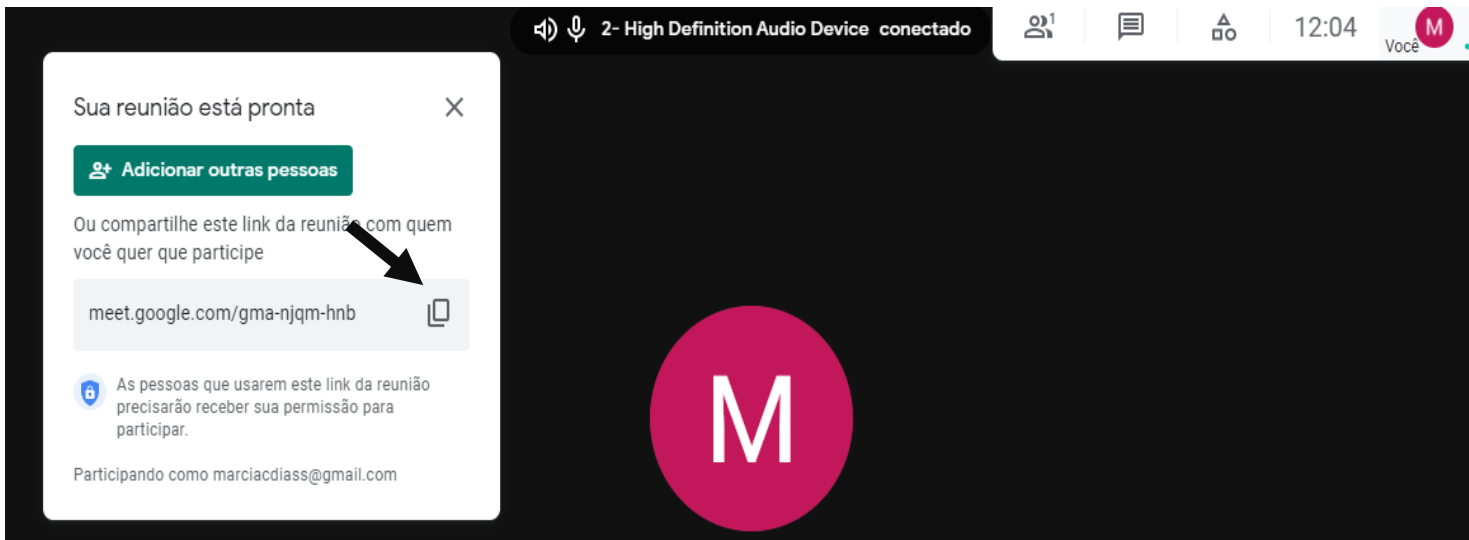 2- High Definition Audio Device conectado
1
12:04
Você
M
Sua reunião está pronta
Adicionar outras pessoas
Ou compartilhe este link da reunião com quem
você quer que participe
meet.google.com/gma-njqm-hnb
As pessoas que usarem este link da reunião
precisarão receber sua permissão para
participar.
Participando como marciacdiass@gmail.com
M